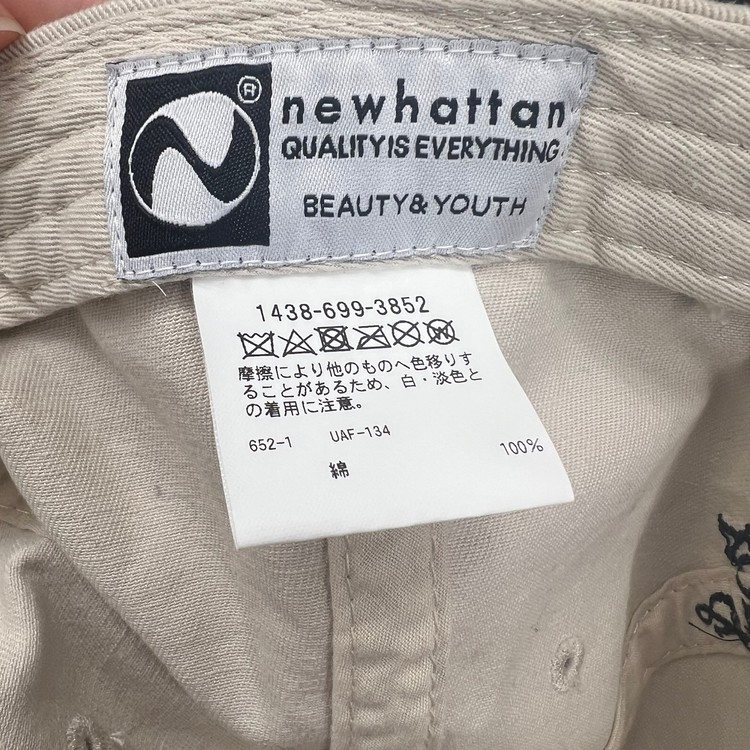 newhattan
QUALITY IS EVERYTHING
BEAUTY&YOUTH
1438-699-3852
摩擦により他のものへ色移りす
ることがあるため、白・淡色と
の着用に注意。
652-1 UAF-134
綿 100%